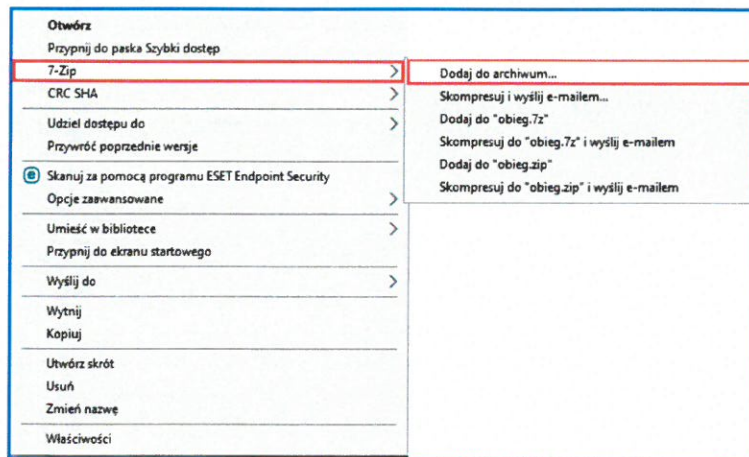 Otwórz
Przypnij do paska Szybki dostęp
7-Zip
CRC SHA
Udziel dostępu do
Przywróć poprzednie wersje
Skanuj za pomocą programu ESET Endpoint Security
Opcje zaawansowane
Umieść w bibliotece
Przypnij do ekranu startowego
Wyślij do
Wytnij
Kopiuj
Utwórz skrót
Usuń
Zmień nazwę
Właściwości
Dodaj do archiwum...
Skompresuj i wyślij e-mailem...
Dodaj do "obieg.7z"
Skompresuj do "obieg.7z" i wyślij e-mailem
Dodaj do "obieg.zip"
Skompresuj do "obieg.zip" i wyślij e-mailem